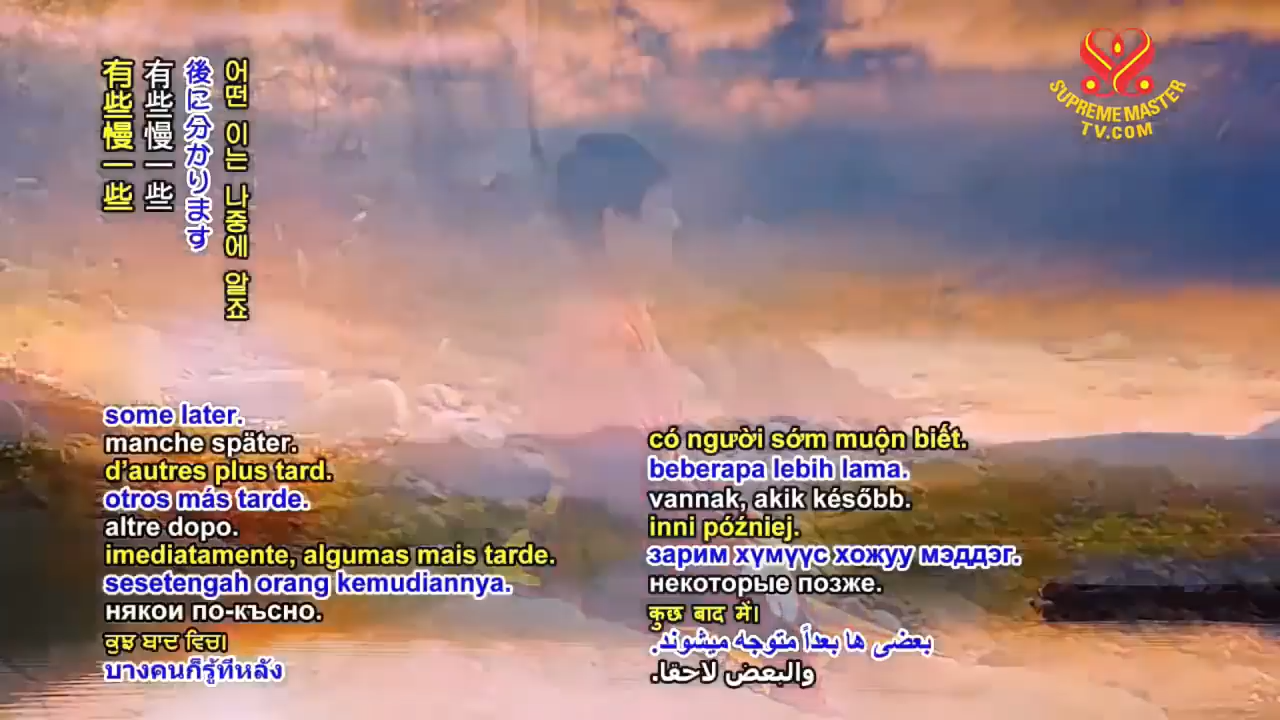 有些慢一些
有些慢一些
後に分かります
어떤 이는 나중에 알죠
SUPREME MASTER
TV.COM
some later.
manche später.
d’autres plus tard.
otros más tarde.
altre dopo.
imediatamente, algumas mais tarde.
sesetengah orang kemudiannya.
някои по-късно.
ਕੁਝ ਬਾਦ ਵਿਚ।
บางคนก็รู้ทีหลัง
có người sớm muộn biết.
beberapa lebih lama.
vannak, akik később.
inni później.
зарим хүмүүс хожуу мэддэг.
некоторые позже.
कुछ बाद में।
بعضی ها بعداً متوجه میشوند.
والبعض لاحقا.